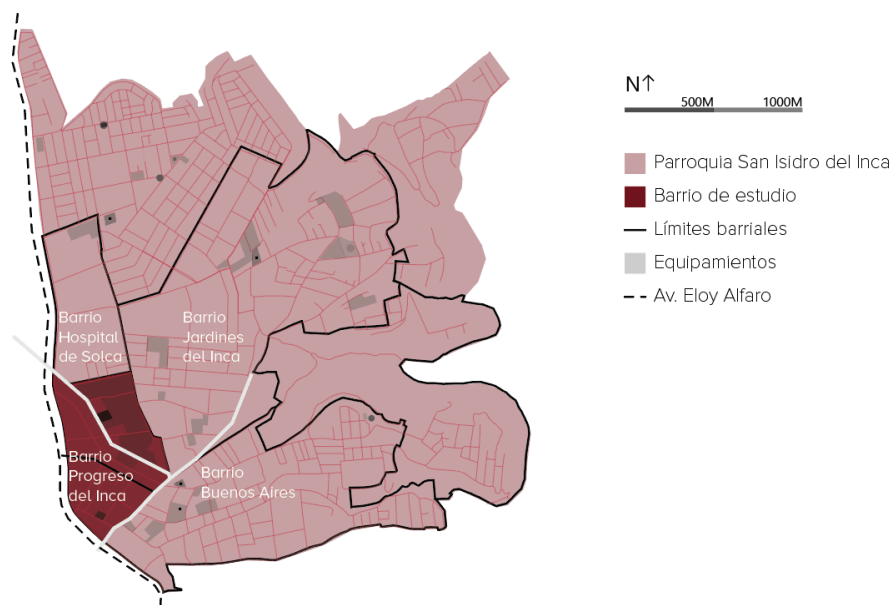 N↑
500M 1000M
Parroquia San Isidro del Inca
Barrio de estudio
Límites barriales
Equipamientos
Av. Eloy Alfaro
Barrio
Hospital
de Solca
Barrio
Jardines
del Inca
Barrio
Progreso
del Inca
Barrio
Buenos Aires